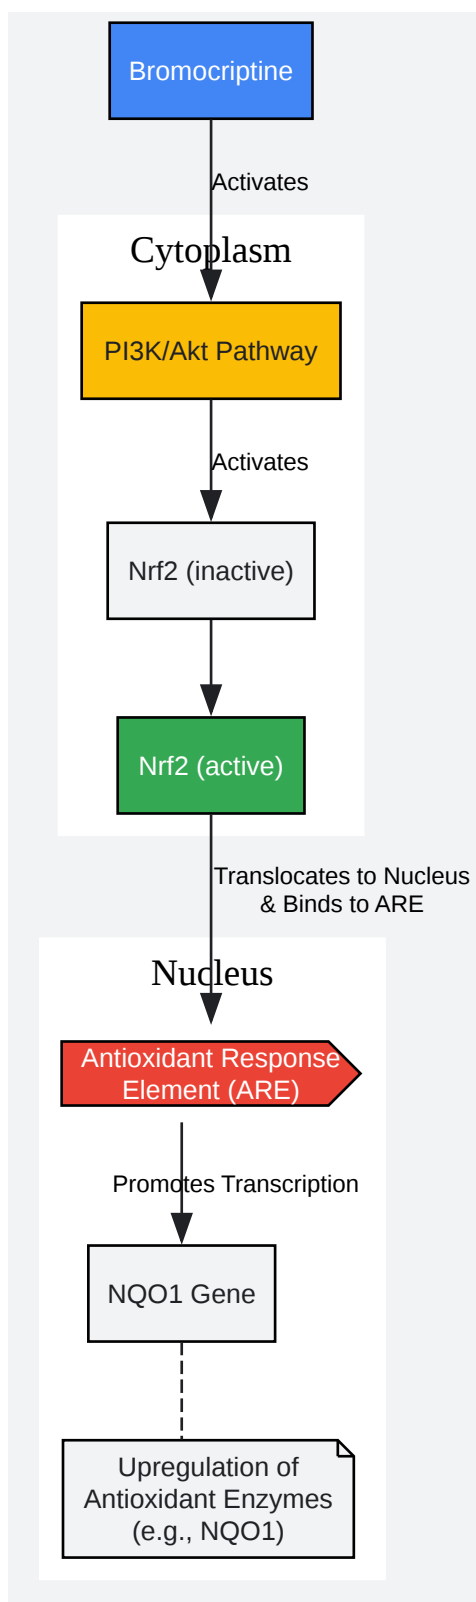 Bromocriptine
Activates
Cytoplasm
PI3K/Akt Pathway
Activates
Nrf2 (inactive)
Nrf2 (active)
Translocates to Nucleus
& Binds to ARE
Nucleus
Antioxidant Response
Element (ARE)
Promotes Transcription
NQO1 Gene
Upregulation of
Antioxidant Enzymes
(e.g., NQO1)